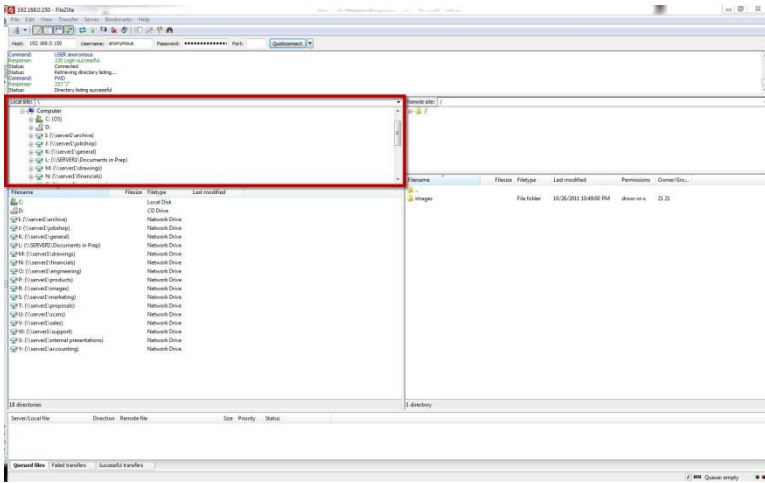 192.168.0.150 - FileZilla
File Edit View Transfer Server Bookmarks Help
Host: 192.168.0.150 Username: anonymous Password: •••••••••••••• Port: Quickconnect
Command: USER anonymous
Response: 230 Login successful.
Status: Connected
Status: Retrieving directory listing...
Command: PWD
Response: 257 "/"
Status: Directory listing successful
Local site: \
Computer
C: (OS)
D:
I: (\\server1\archive)
J: (\\server1\jobshop)
K: (\\server1\general)
L: (\\SERVER1\Documents in Prep)
M: (\\server1\drawings)
N: (\\server1\financials)
Remote site: /
/
Filename Filesize Filetype Last modified
C: Local Disk
D: CD Drive
I: (\\server1\archive) Network Drive
J: (\\server1\jobshop) Network Drive
K: (\\server1\general) Network Drive
L: (\\SERVER1\Documents in Prep) Network Drive
M: (\\server1\drawings) Network Drive
N: (\\server1\financials) Network Drive
O: (\\server1\engineering) Network Drive
P: (\\server1\products) Network Drive
R: (\\server1\images) Network Drive
S: (\\server1\marketing) Network Drive
T: (\\server1\proposals) Network Drive
U: (\\server1\scans) Network Drive
V: (\\server1\sales) Network Drive
W: (\\server1\support) Network Drive
X: (\\server1\internal presentations) Network Drive
Y: (\\server1\accounting) Network Drive
18 directories
Filename Filesize Filetype Last modified Permissions Owner/Gro...
..
images File folder 10/26/2011 10:49:00 PM drwxr-xr-x 21 21
1 directory
Server/Local file Direction Remote file Size Priority Status
Queued files Failed transfers Successful transfers
Queue: empty